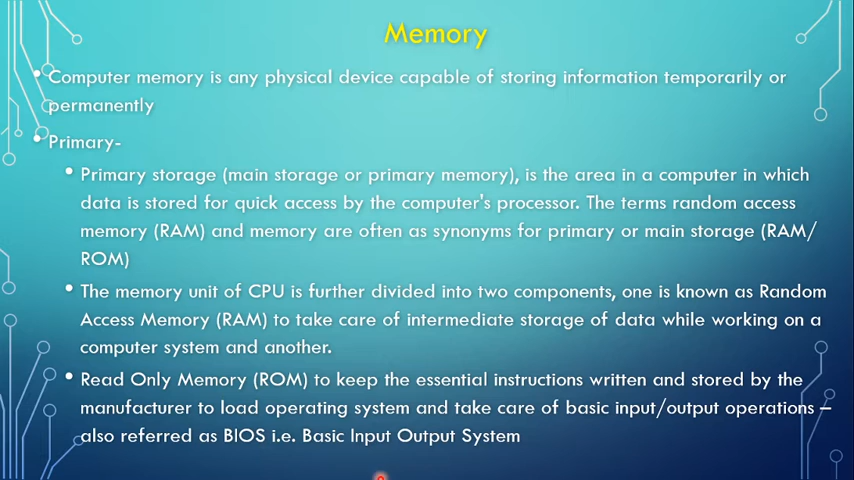 Memory
• Computer memory is any physical device capable of storing information temporarily or
permanently
• Primary-
• Primary storage (main storage or primary memory), is the area in a computer in which
data is stored for quick access by the computer's processor. The terms random access
memory (RAM) and memory are often as synonyms for primary or main storage (RAM/
ROM)
• The memory unit of CPU is further divided into two components, one is known as Random
Access Memory (RAM) to take care of intermediate storage of data while working on a
computer system and another.
• Read Only Memory (ROM) to keep the essential instructions written and stored by the
manufacturer to load operating system and take care of basic input/output operations –
also referred as BIOS i.e. Basic Input Output System